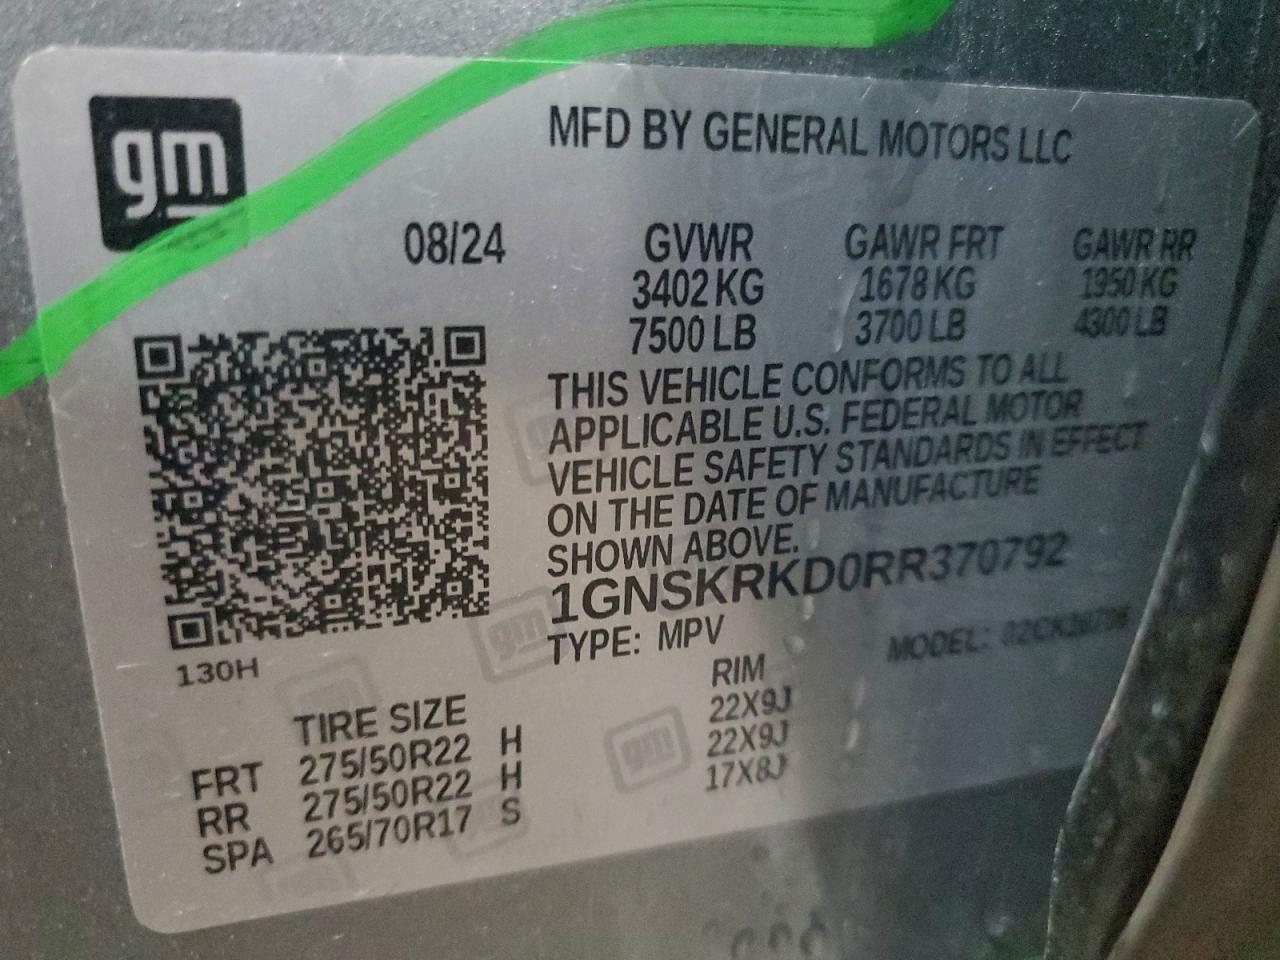 gm
MFD BY GENERAL MOTORS LLC
08/24 GVWR GAWR FRT GAWR RR
3402 KG 1678 KG 1950 KG
7500 LB 3700 LB 4300 LB
THIS VEHICLE CONFORMS TO ALL
APPLICABLE U.S. FEDERAL MOTOR
VEHICLE SAFETY STANDARDS IN EFFECT
ON THE DATE OF MANUFACTURE
SHOWN ABOVE.
1GNSKRKD0RR370792
TYPE: MPV MODEL:
130H
TIRE SIZE RIM
FRT 275/50R22 H 22X9J
RR 275/50R22 H 22X9J
SPA 265/70R17 S 17X8J